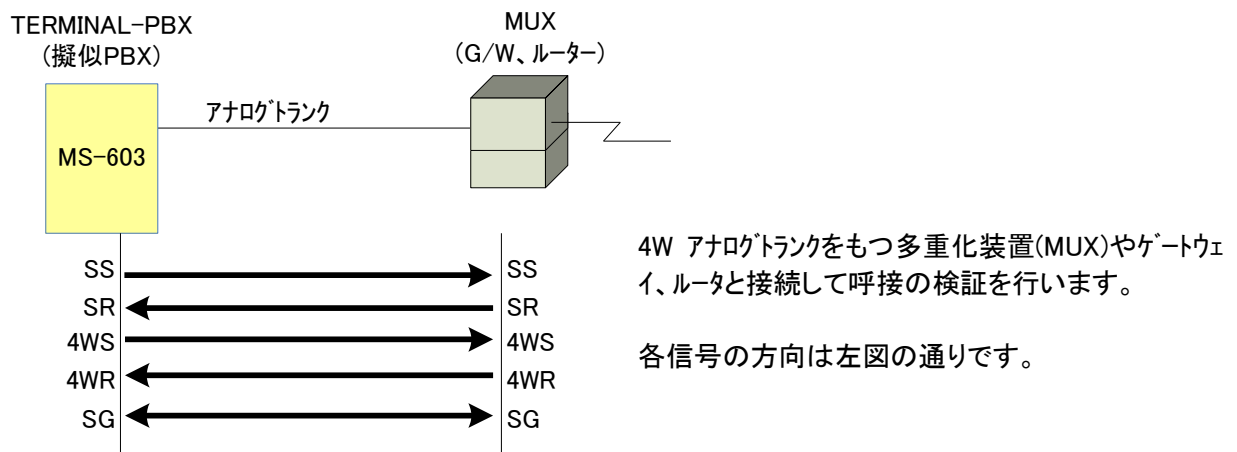 TERMINAL-PBX
(擬似PBX)
MUX
(G/W、ルーター)
アナログトランク
MS-603
SS
SS
SR
SR
4WS
4WS
4WR
4WR
SG
SG
4W アナログトランクをもつ多重化装置(MUX)やゲートウェ
イ、ルータと接続して呼接の検証を行います。
各信号の方向は左図の通りです。